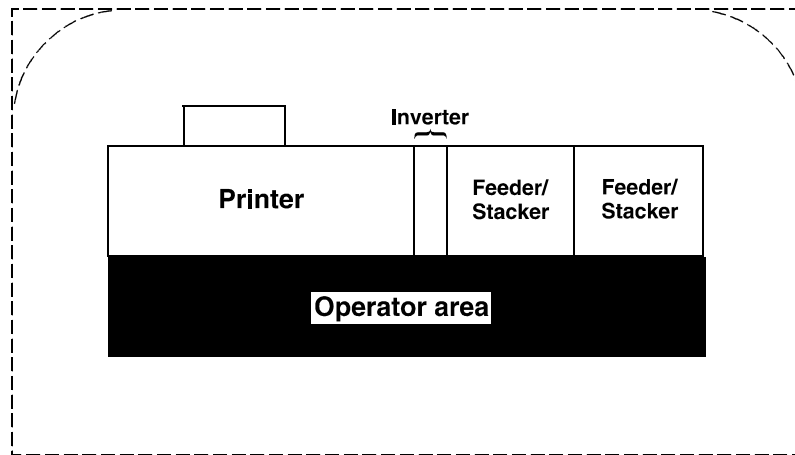 Inverter
Printer
Feeder/
Stacker
Feeder/
Stacker
Operator area